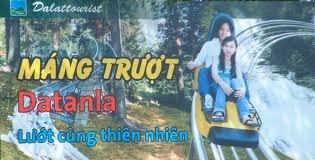 Dalattourist
MÁNG TRƯỢT
Datanla
Lướt cùng thiên nhiên